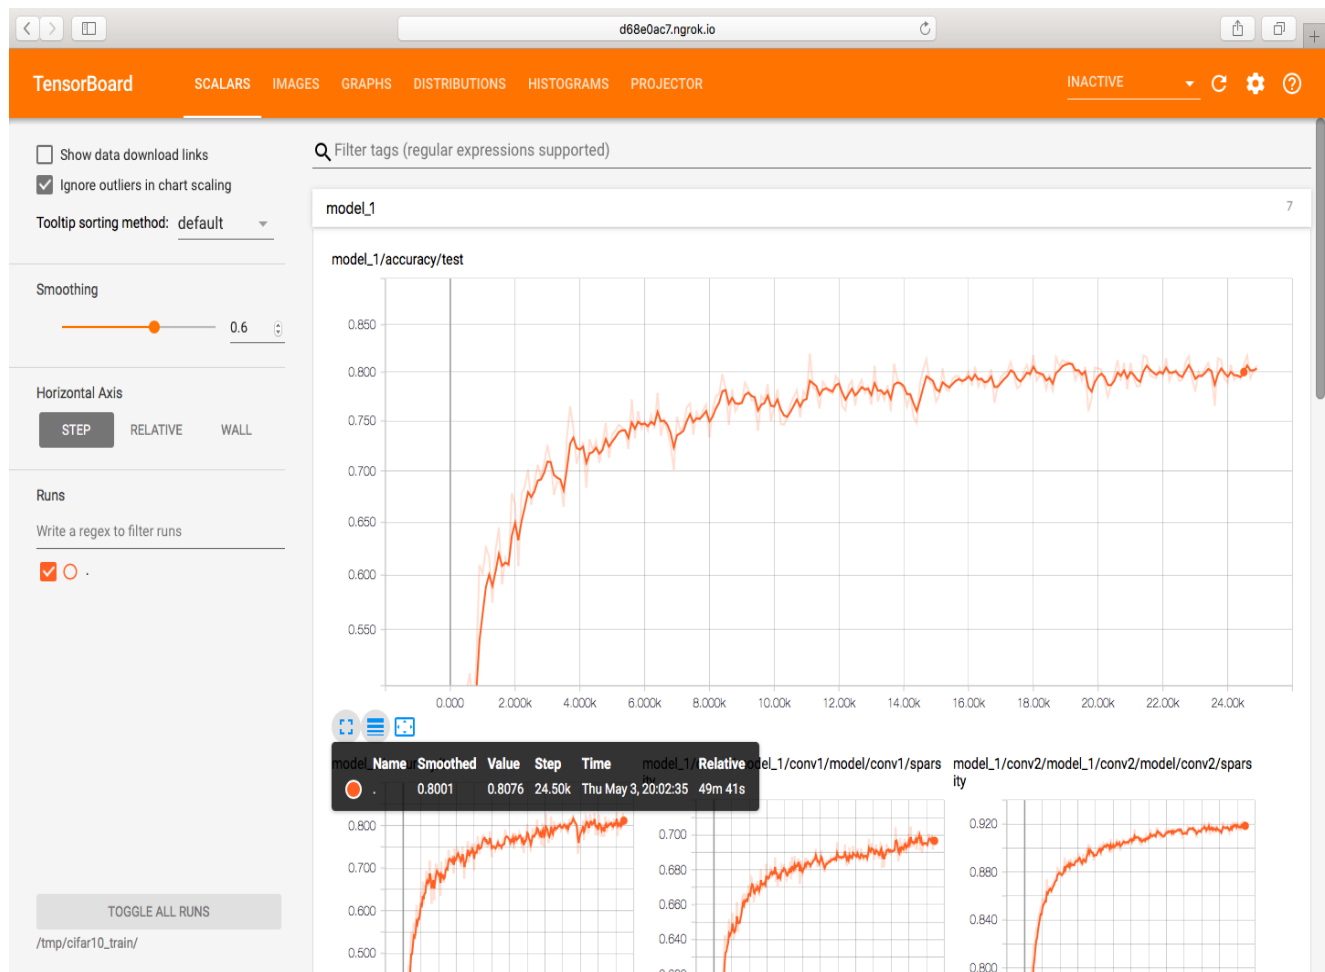 d68e0ac7.ngrok.io
TensorBoard SCALARS IMAGES GRAPHS DISTRIBUTIONS HISTOGRAMS PROJECTOR INACTIVE
Show data download links
Ignore outliers in chart scaling
Tooltip sorting method: default
Smoothing
0.6
Horizontal Axis
STEP RELATIVE WALL
Runs
Write a regex to filter runs
.
TOGGLE ALL RUNS
/tmp/cifar10_train/
Filter tags (regular expressions supported)
model_1 7
model_1/accuracy/test
0.850
0.800
0.750
0.700
0.650
0.600
0.550
0.000 2.000k 4.000k 6.000k 8.000k 10.00k 12.00k 14.00k 16.00k 18.00k 20.00k 22.00k 24.00k
Name Smoothed Value Step Time Relative
. 0.8001 0.8076 24.50k Thu May 3, 20:02:35 49m 41s
0.800
0.700
0.600
0.500
del_1/conv1/model/conv1/spars
ity
0.700
0.680
0.660
0.640
model_1/conv2/model_1/conv2/model/conv2/spars
ity
0.920
0.880
0.840
0.800